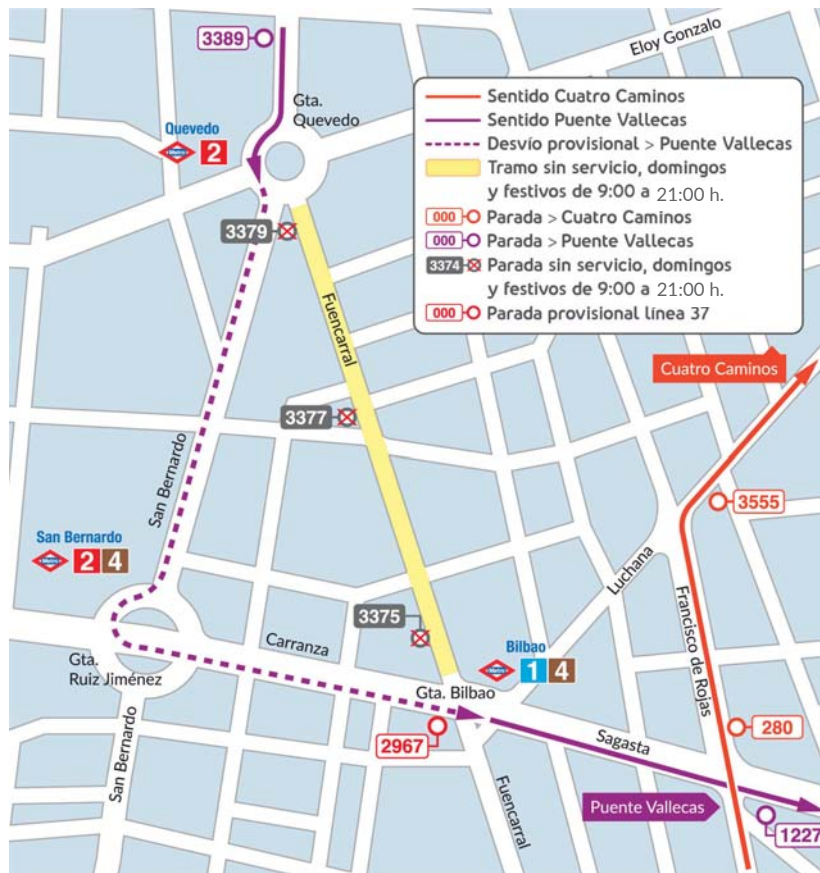 3389
Eloy Gonzalo
Gta.
Quevedo
Quevedo
Metro
2
Sentido Cuatro Caminos
Sentido Puente Vallecas
Desvío provisional > Puente Vallecas
Tramo sin servicio, domingos
y festivos de 9:00 a 21:00 h.
000 Parada > Cuatro Caminos
000 Parada > Puente Vallecas
3374 Parada sin servicio, domingos
y festivos de 9:00 a 21:00 h.
000 Parada provisional línea 37
3379
Fuencarral
Cuatro Caminos
3377
San Bernardo
3555
San Bernardo
Metro
2 4
Luchana
Francisco de Rojas
3375
Carranza
Bilbao
Metro
1 4
Gta.
Ruiz Jiménez
Gta. Bilbao
280
2967
Sagasta
San Bernardo
Fuencarral
Puente Vallecas
1227